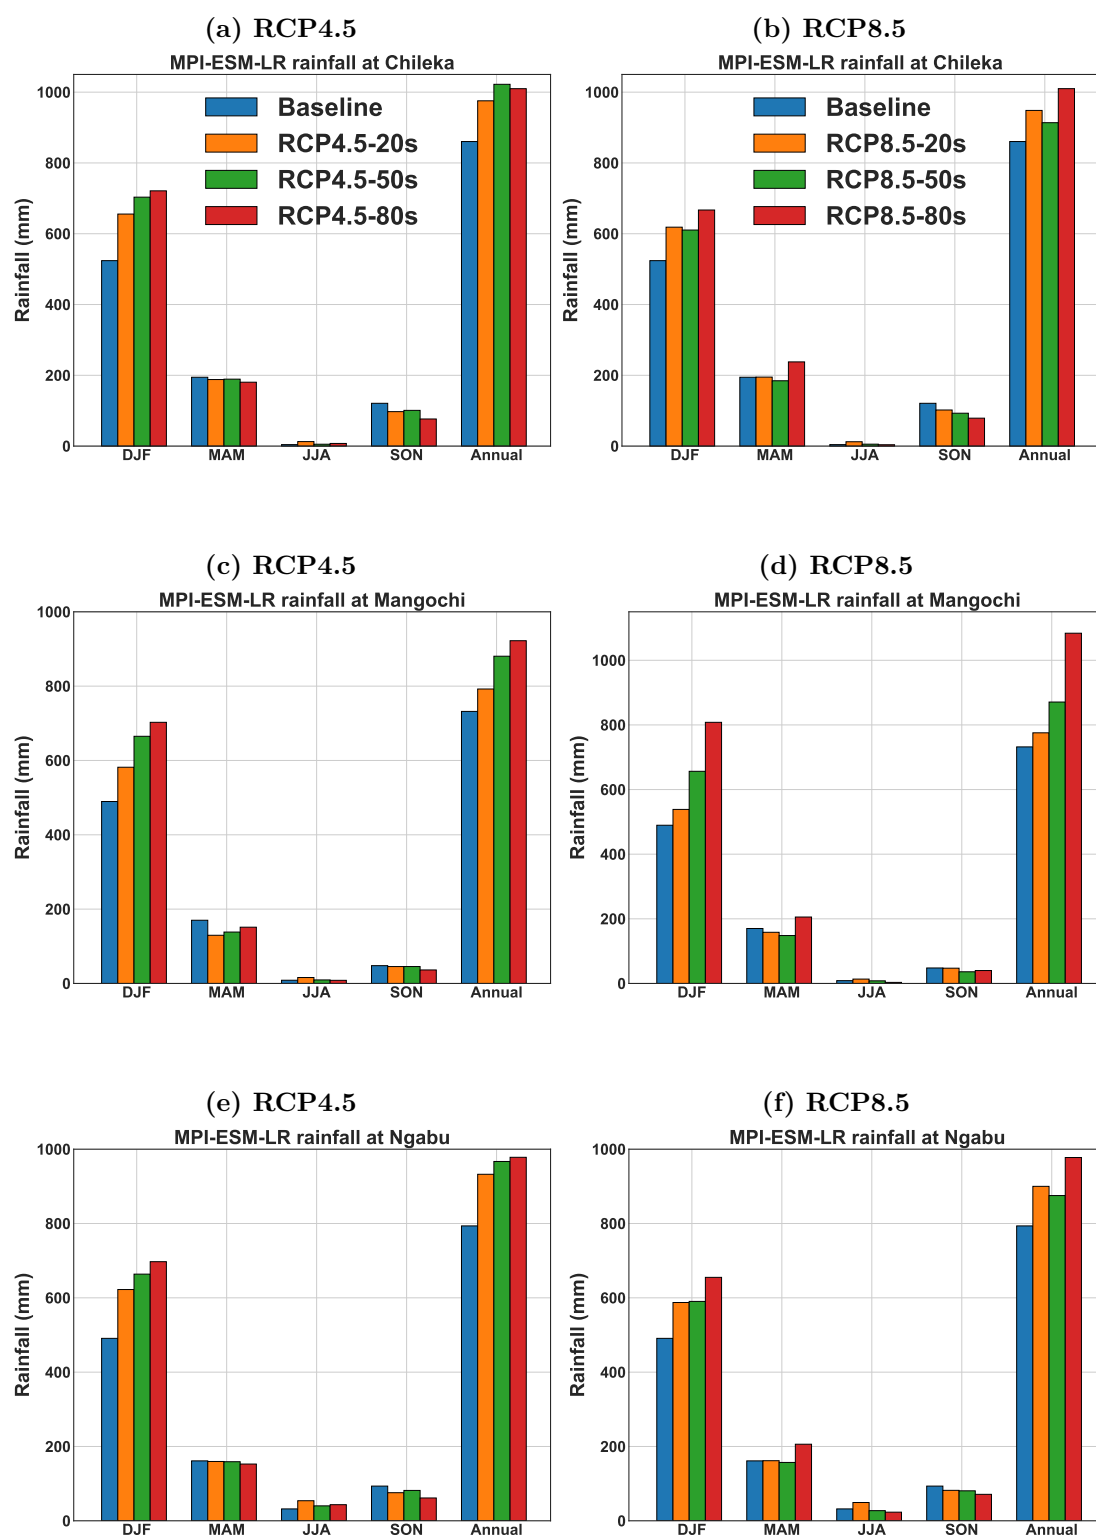 (a) RCP4.5
MPI-ESM-LR rainfall at Chileka
Rainfall (mm)
1000
800
600
400
200
0
Baseline
RCP4.5-20s
RCP4.5-50s
RCP4.5-80s
DJF MAM JJA SON Annual
(b) RCP8.5
MPI-ESM-LR rainfall at Chileka
Rainfall (mm)
1000
800
600
400
200
0
Baseline
RCP8.5-20s
RCP8.5-50s
RCP8.5-80s
DJF MAM JJA SON Annual
(c) RCP4.5
MPI-ESM-LR rainfall at Mangochi
Rainfall (mm)
1000
800
600
400
200
0
DJF MAM JJA SON Annual
(d) RCP8.5
MPI-ESM-LR rainfall at Mangochi
Rainfall (mm)
1000
800
600
400
200
0
DJF MAM JJA SON Annual
(e) RCP4.5
MPI-ESM-LR rainfall at Ngabu
Rainfall (mm)
1000
800
600
400
200
0
DJF MAM JJA SON Annual
(f) RCP8.5
MPI-ESM-LR rainfall at Ngabu
Rainfall (mm)
1000
800
600
400
200
0
DJF MAM JJA SON Annual